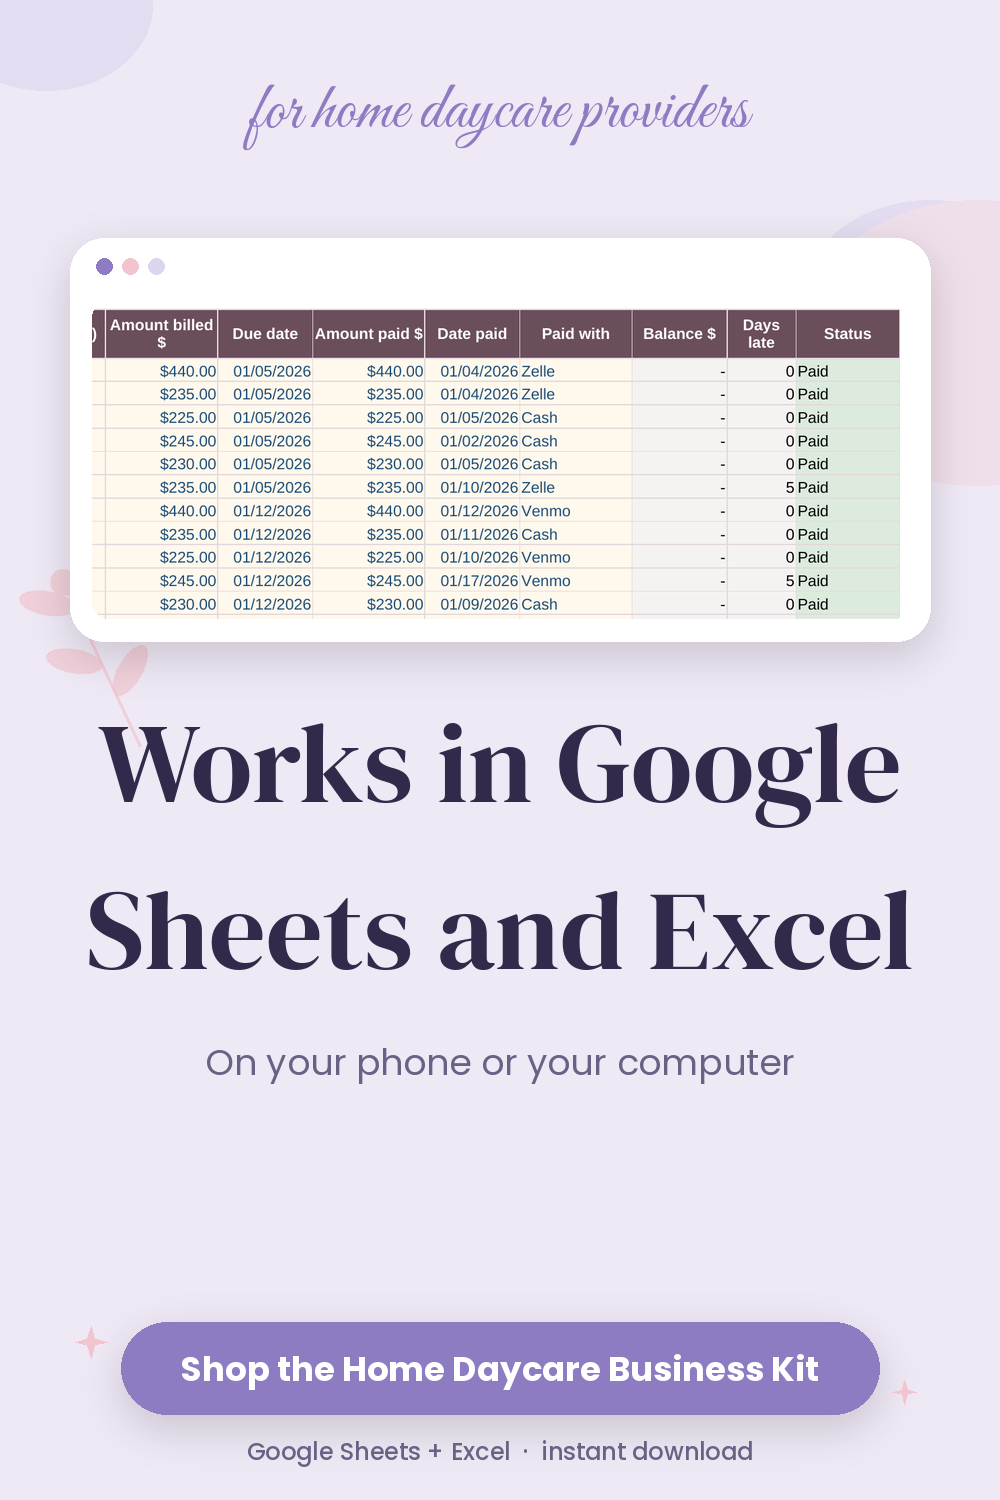 for home daycare providers
) Amount billed $ Due date Amount paid $ Date paid Paid with Balance $ Days late Status
$440.00 01/05/2026 $440.00 01/04/2026 Zelle - 0 Paid
$235.00 01/05/2026 $235.00 01/04/2026 Zelle - 0 Paid
$225.00 01/05/2026 $225.00 01/05/2026 Cash - 0 Paid
$245.00 01/05/2026 $245.00 01/02/2026 Cash - 0 Paid
$230.00 01/05/2026 $230.00 01/05/2026 Cash - 0 Paid
$235.00 01/05/2026 $235.00 01/10/2026 Zelle - 5 Paid
$440.00 01/12/2026 $440.00 01/12/2026 Venmo - 0 Paid
$235.00 01/12/2026 $235.00 01/11/2026 Cash - 0 Paid
$225.00 01/12/2026 $225.00 01/10/2026 Venmo - 0 Paid
$245.00 01/12/2026 $245.00 01/17/2026 Venmo - 5 Paid
$230.00 01/12/2026 $230.00 01/09/2026 Cash - 0 Paid
Works in Google
Sheets and Excel
On your phone or your computer
Shop the Home Daycare Business Kit
Google Sheets + Excel · instant download